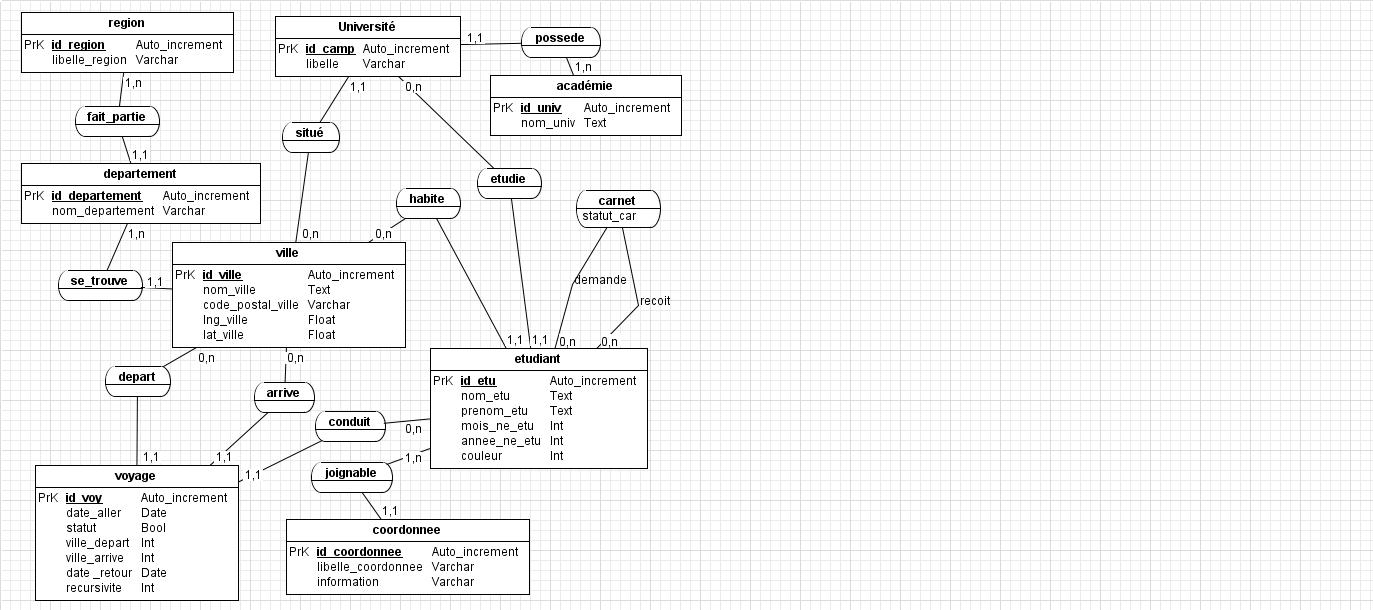 region
PrK id_region Auto_increment
libelle_region Varchar
1,n
fait_partie
1,1
departement
PrK id_departement Auto_increment
nom_departement Varchar
1,n
se_trouve
1,1
Université
PrK id_camp Auto_increment
libelle Varchar
1,1
possede
1,n
académie
PrK id_univ Auto_increment
nom_univ Text
1,1
situé
0,n
0,n
etudie
1,1
habite
0,n
1,1
carnet
statut_car
demande
recoit
0,n
0,n
ville
PrK id_ville Auto_increment
nom_ville Text
code_postal_ville Varchar
lng_ville Float
lat_ville Float
0,n
depart
1,1
0,n
arrive
1,1
etudiant
PrK id_etu Auto_increment
nom_etu Text
prenom_etu Text
mois_ne_etu Int
annee_ne_etu Int
couleur Int
conduit
0,n
1,1
joignable
1,n
1,1
voyage
PrK id_voy Auto_increment
date_aller Date
statut Bool
ville_depart Int
ville_arrive Int
date _retour Date
recursivite Int
coordonnee
PrK id_coordonnee Auto_increment
libelle_coordonnee Varchar
information Varchar